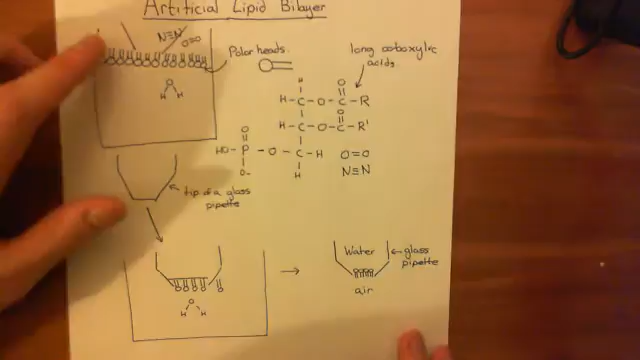 Artificial Lipid Bilayer
N≡N
O=O
Polar heads.
long carboxylic
acids.
O
H H
H
O
H-C-O-C-R
O
H-C-O-C-R'
O
HO-P-O-C-H
O-
H
O=O
N≡N
tip of a glass
pipette
Water
glass
pipette
air
O
H H